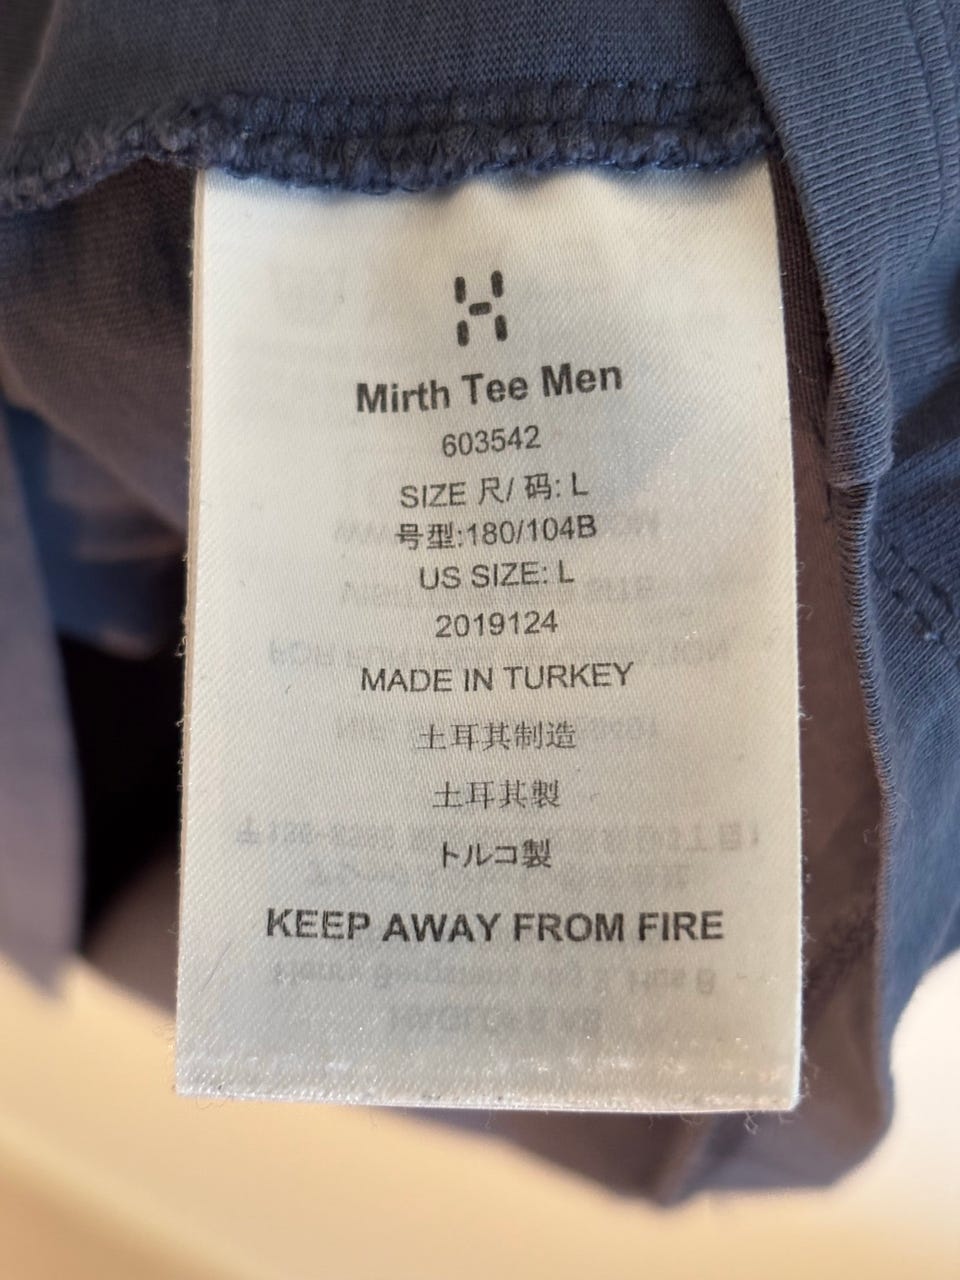 Mirth Tee Men
603542
SIZE 尺/ 码: L
号型:180/104B
US SIZE: L
2019124
MADE IN TURKEY
土耳其制造
土耳其製
トルコ製
KEEP AWAY FROM FIRE